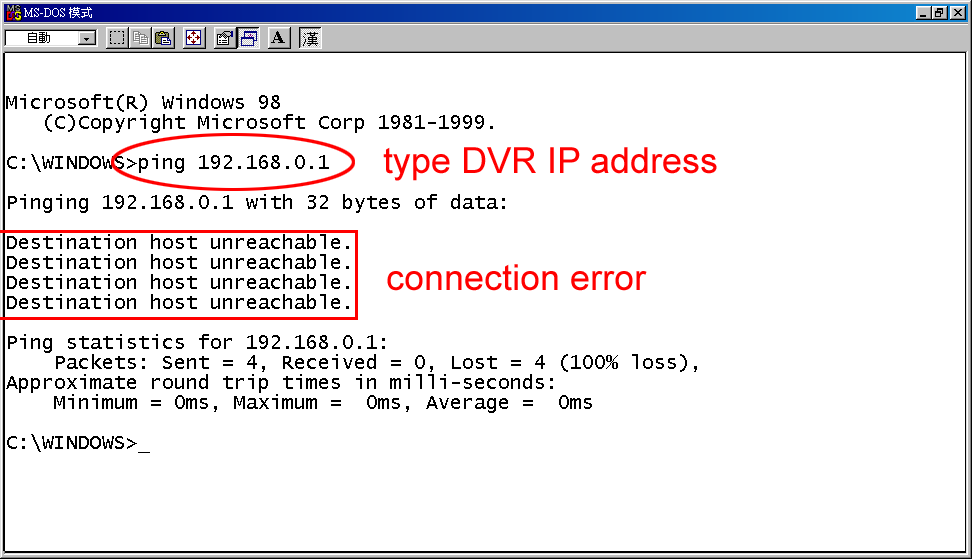 MS-DOS 模式
自動
A 漢
Microsoft(R) Windows 98
(C)Copyright Microsoft Corp 1981-1999.
C:\WINDOWS>ping 192.168.0.1
type DVR IP address
Pinging 192.168.0.1 with 32 bytes of data:
Destination host unreachable.
Destination host unreachable.
Destination host unreachable.
Destination host unreachable.
connection error
Ping statistics for 192.168.0.1:
Packets: Sent = 4, Received = 0, Lost = 4 (100% loss),
Approximate round trip times in milli-seconds:
Minimum = 0ms, Maximum =  0ms, Average =  0ms
C:\WINDOWS>_